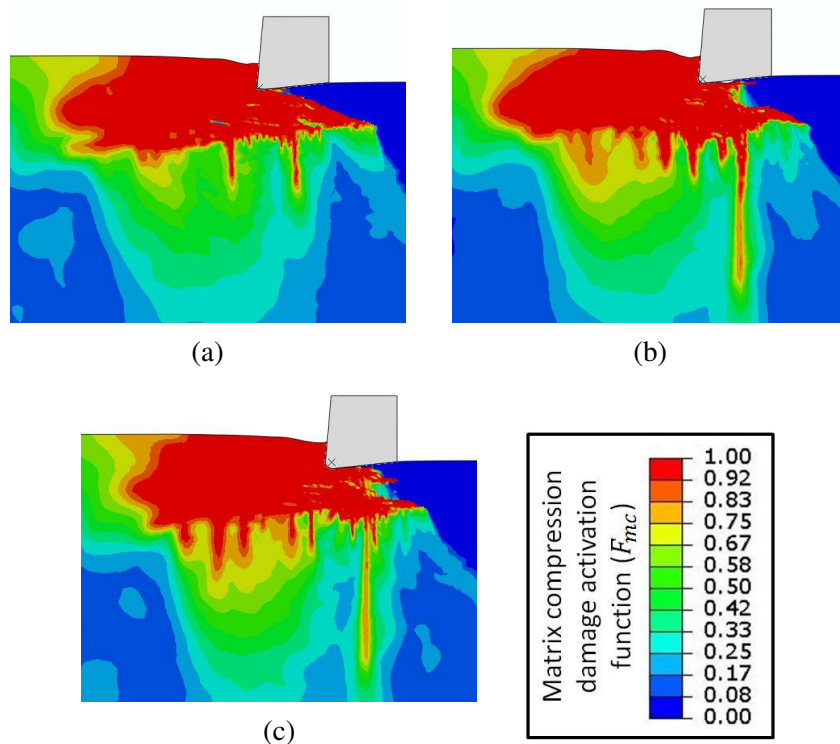 (a)
(b)
(c)
Matrix compression
damage activation
function (F_mc)
1.00
0.92
0.83
0.75
0.67
0.58
0.50
0.42
0.33
0.25
0.17
0.08
0.00